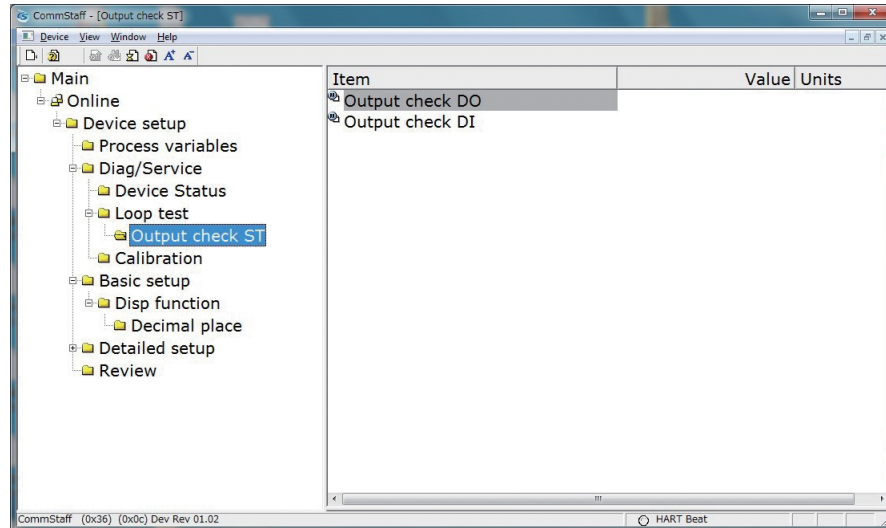 CommStaff - [Output check ST]
Device View Window Help
Main
Online
Device setup
Process variables
Diag/Service
Device Status
Loop test
Output check ST
Calibration
Basic setup
Disp function
Decimal place
Detailed setup
Review
Item Value Units
Output check DO
Output check DI
CommStaff (0x36) (0x0c) Dev Rev 01.02 HART Beat